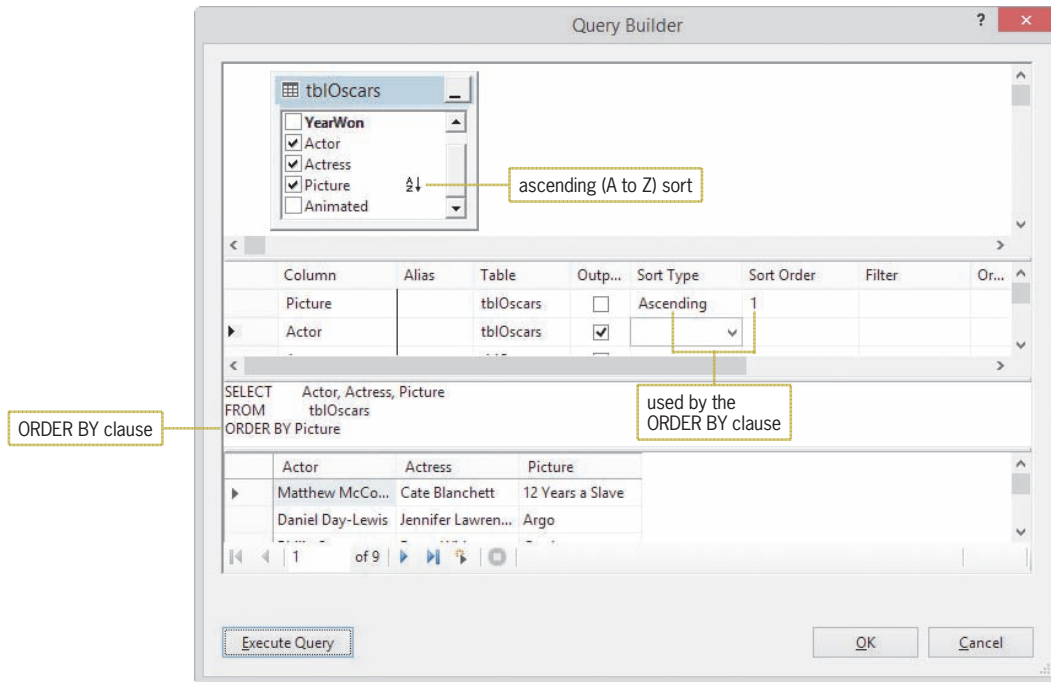 Query Builder
?
×
tblOscars
YearWon
Actor
Actress
Picture
Animated
ascending (A to Z) sort
Column Alias Table Outp... Sort Type Sort Order Filter Or...
Picture tblOscars Ascending 1
Actor tblOscars
used by the
ORDER BY clause
SELECT Actor, Actress, Picture
FROM tblOscars
ORDER BY Picture
ORDER BY clause
Actor Actress Picture
Matthew McCo... Cate Blanchett 12 Years a Slave
Daniel Day-Lewis Jennifer Lawren... Argo
1 of 9
Execute Query
OK
Cancel